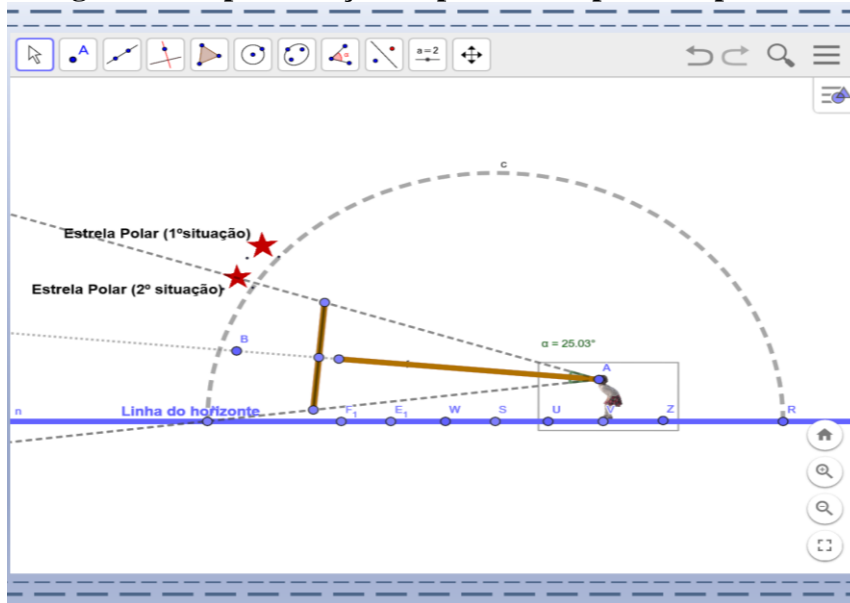 A
a=2
c
Estrela Polar (1ºsituação)
Estrela Polar (2º situação)
B
α = 25.03°
A
n
Linha do horizonte
F₁
E₁
W
S
U
V
Z
R